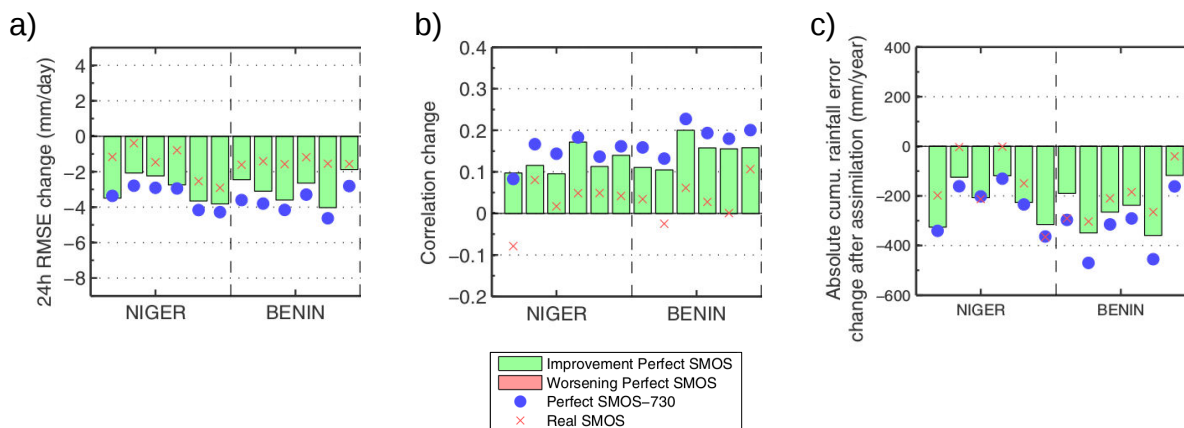 a)
24h RMSE change (mm/day)
4
2
0
−2
−4
−6
−8
NIGER BENIN
b)
Correlation change
0.4
0.3
0.2
0.1
0
−0.1
−0.2
NIGER BENIN
c)
Absolute cumu. rainfall error
change after assimilation (mm/year)
400
200
0
−200
−400
−600
NIGER BENIN
Improvement Perfect SMOS
Worsening Perfect SMOS
Perfect SMOS−730
Real SMOS